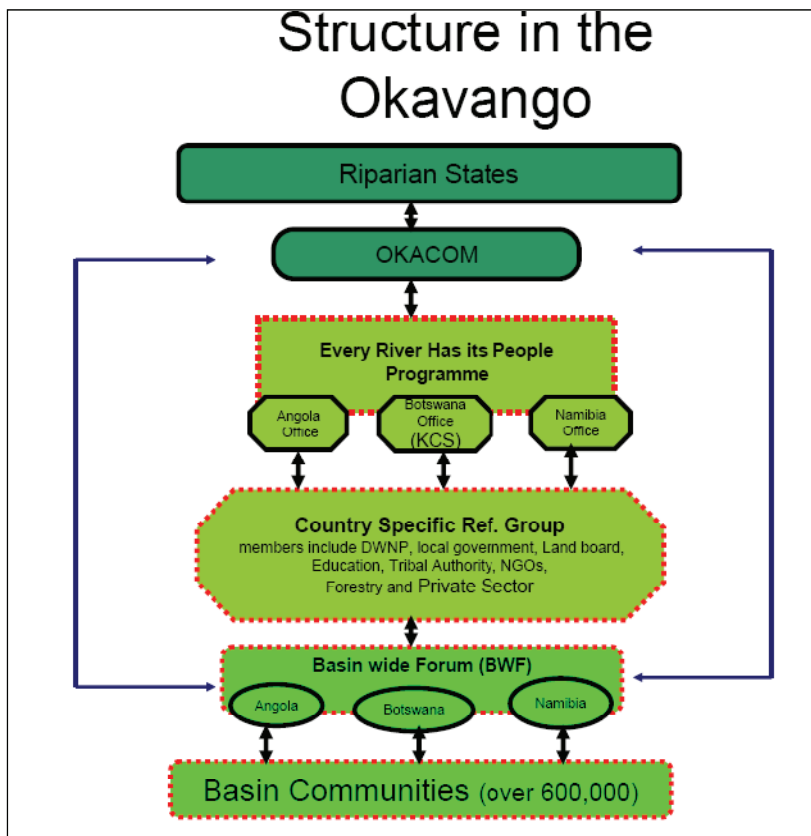 Structure in the
Okavango
Riparian States
OKACOM
Every River Has its People
Programme
Angola
Office
Botswana
Office
(KCS)
Namibia
Office
Country Specific Ref. Group
members include DWNP, local government, Land board,
Education, Tribal Authority, NGOs,
Forestry and Private Sector
Basin wide Forum (BWF)
Angola
Botswana
Namibia
Basin Communities (over 600,000)